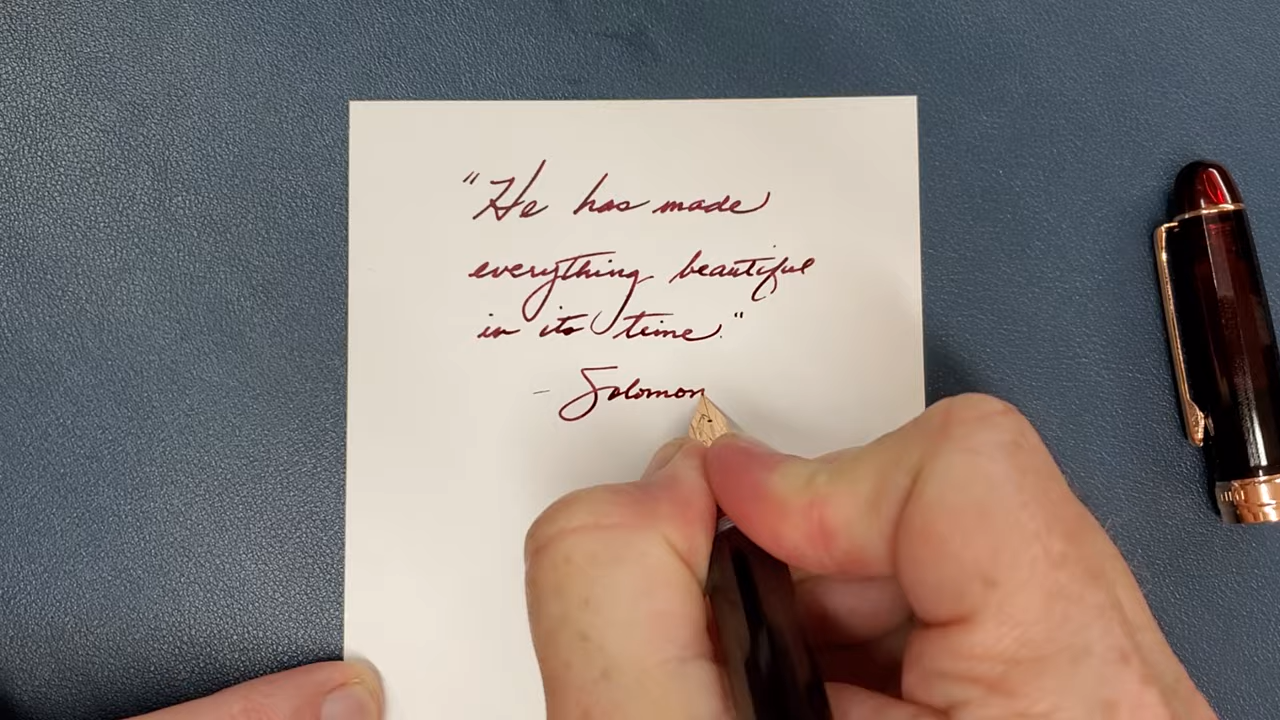 "He has made
everything beautiful
in its time."
- Solomon